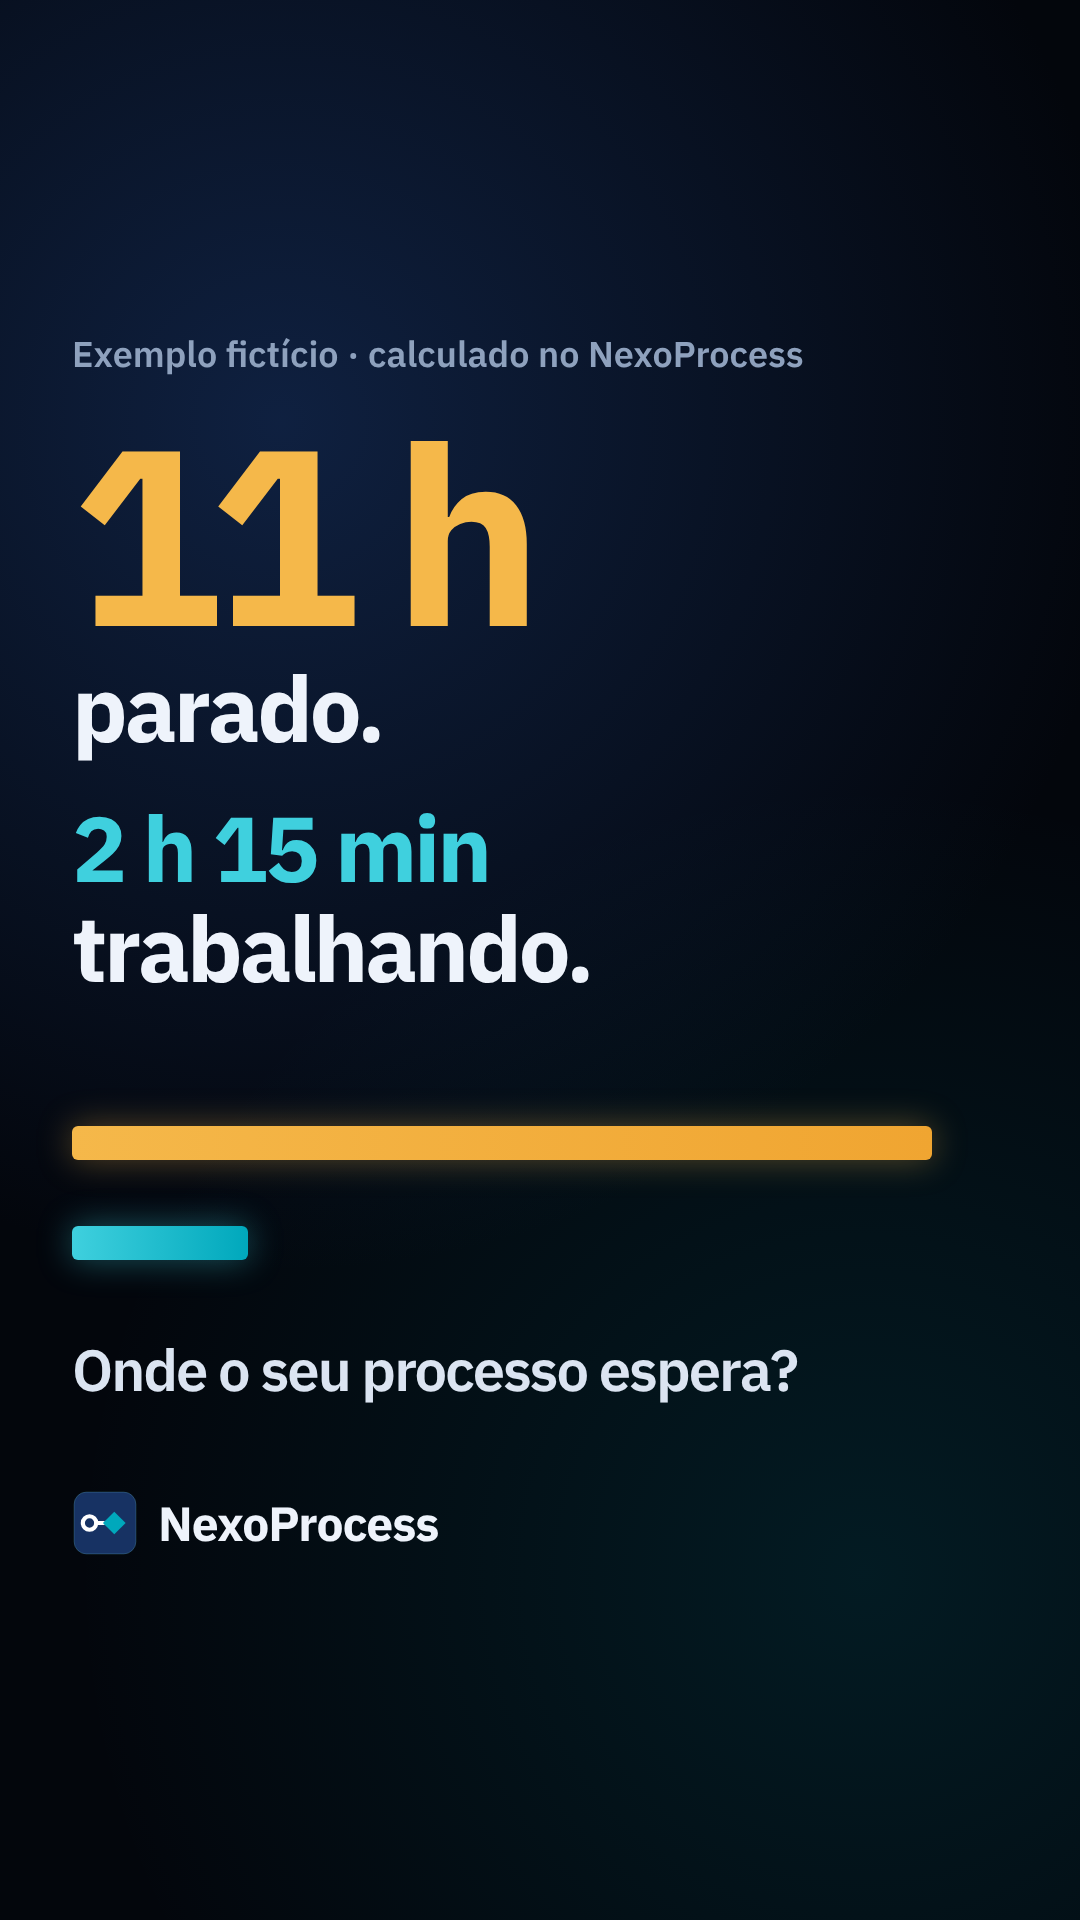 Exemplo fictício · calculado no NexoProcess
11 h
parado.
2 h 15 min
trabalhando.
Onde o seu processo espera?
NexoProcess